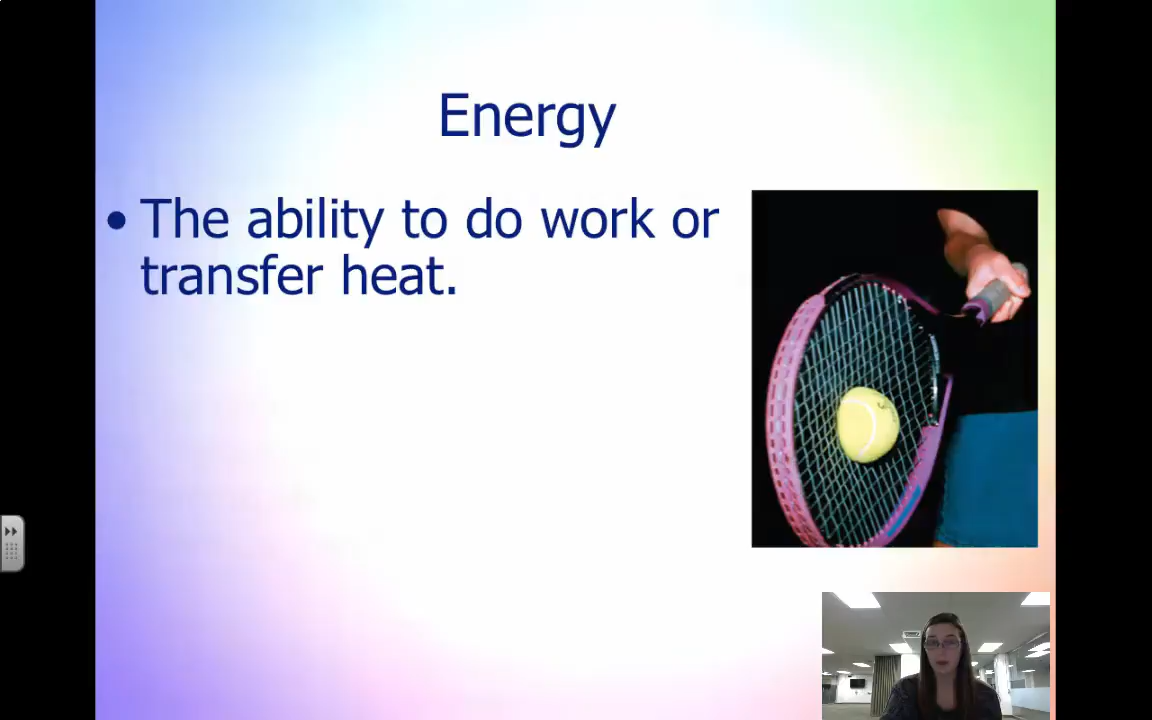 Energy
• The ability to do work or
transfer heat.